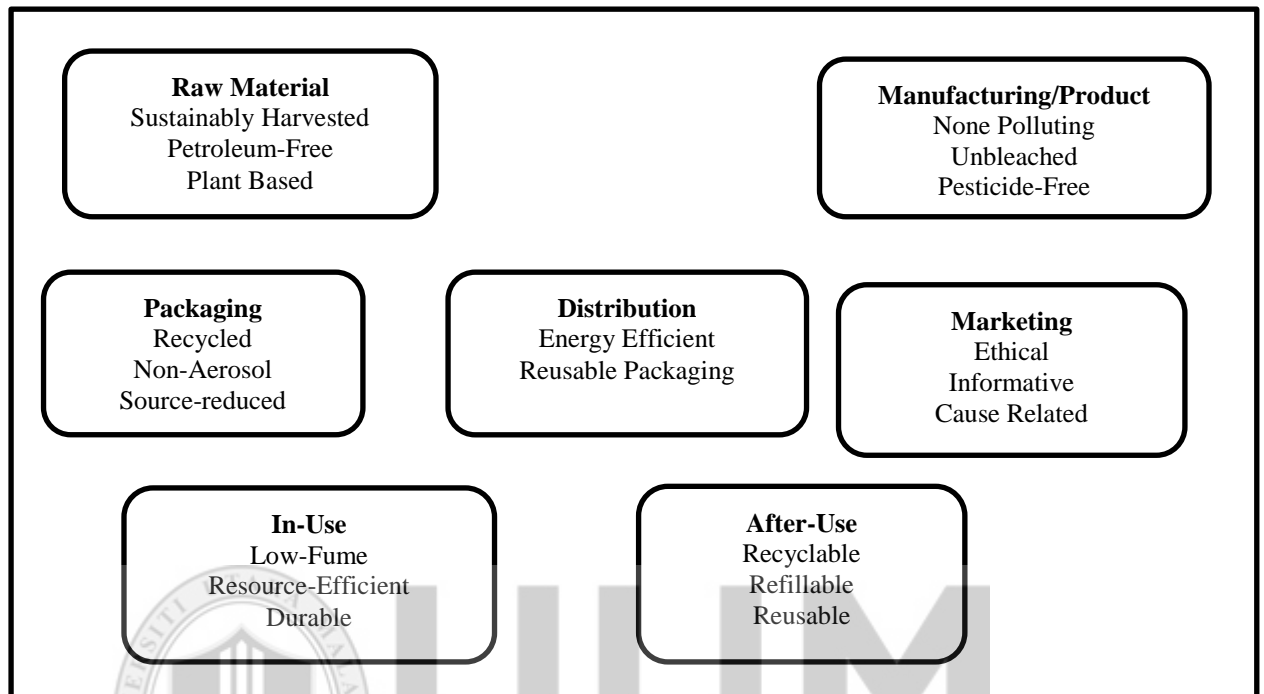 Raw Material
Sustainably Harvested
Petroleum-Free
Plant Based
Manufacturing/Product
None Polluting
Unbleached
Pesticide-Free
Packaging
Recycled
Non-Aerosol
Source-reduced
Distribution
Energy Efficient
Reusable Packaging
Marketing
Ethical
Informative
Cause Related
In-Use
Low-Fume
Resource-Efficient
Durable
After-Use
Recyclable
Refillable
Reusable